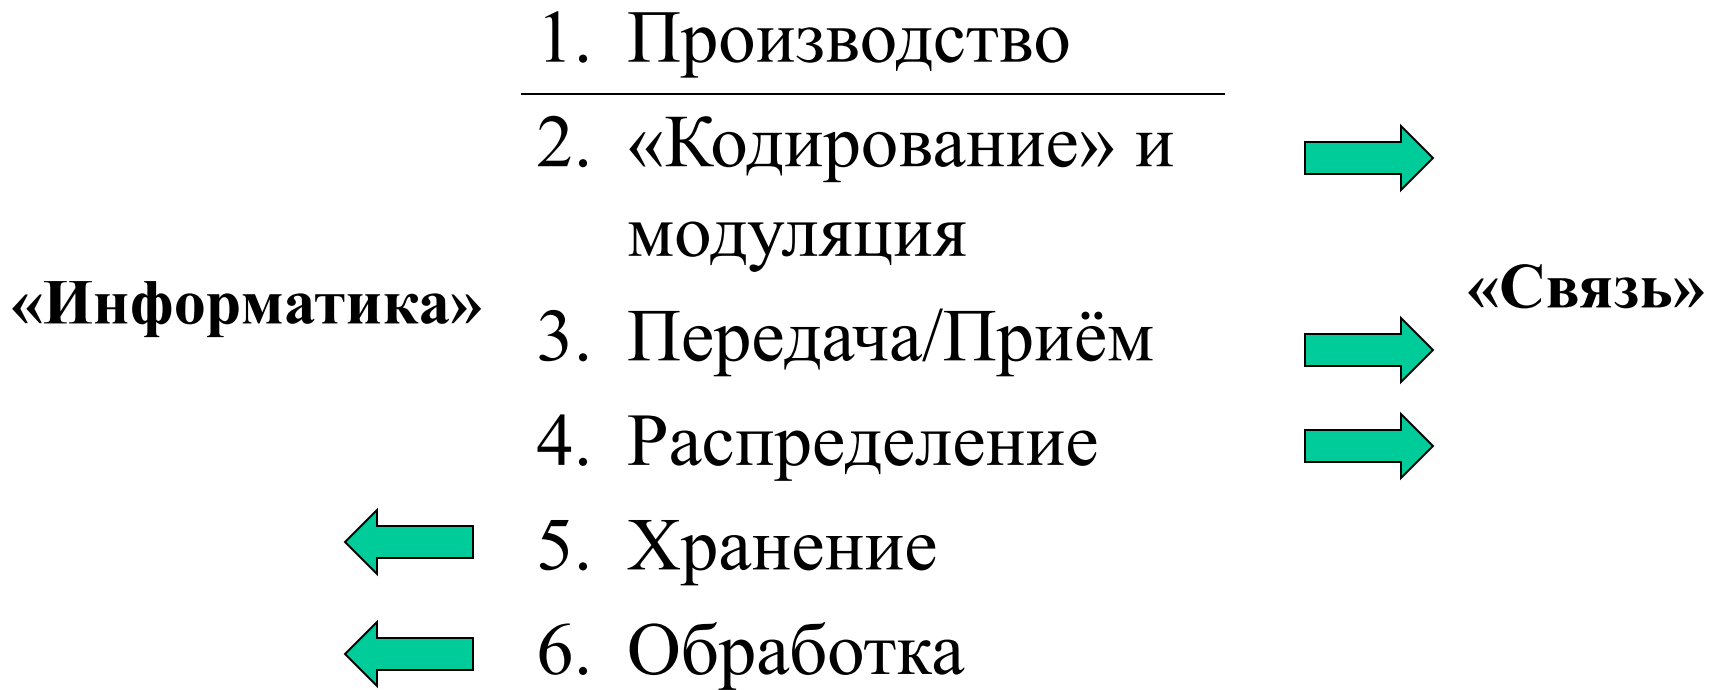 1. Производство
2. «Кодирование» и
модуляция
«Информатика»
«Связь»
3. Передача/Приём
4. Распределение
5. Хранение
6. Обработка